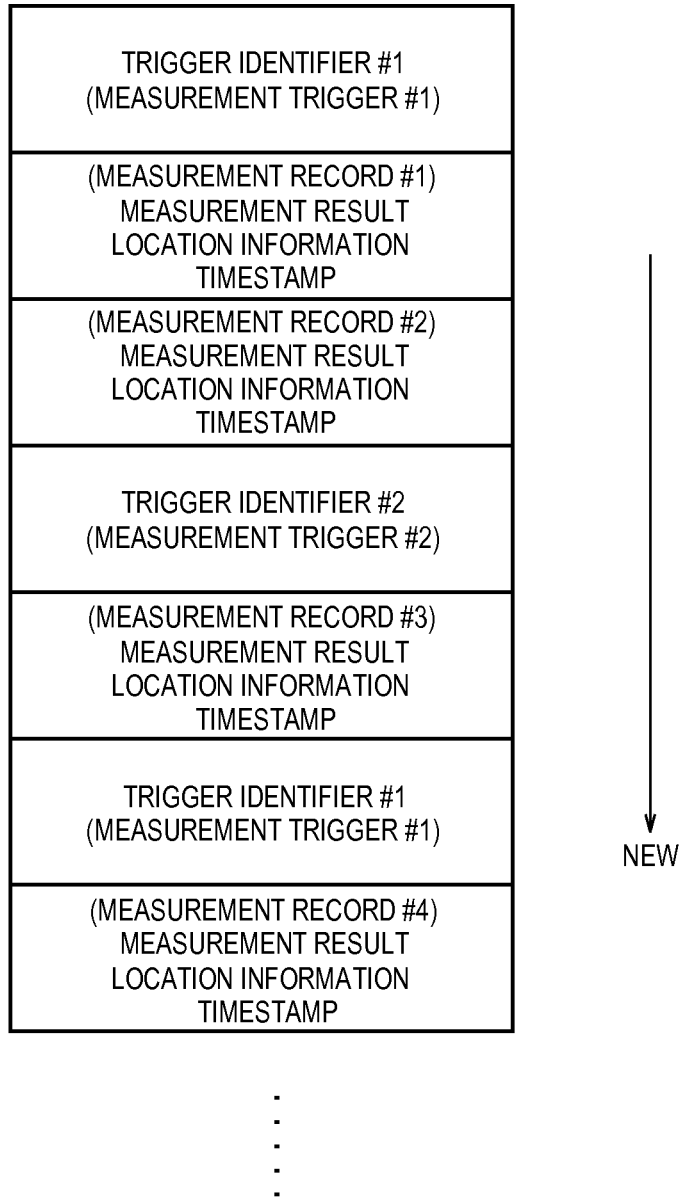 TRIGGER IDENTIFIER #1
(MEASUREMENT TRIGGER #1)
(MEASUREMENT RECORD #1)
MEASUREMENT RESULT
LOCATION INFORMATION
TIMESTAMP
(MEASUREMENT RECORD #2)
MEASUREMENT RESULT
LOCATION INFORMATION
TIMESTAMP
TRIGGER IDENTIFIER #2
(MEASUREMENT TRIGGER #2)
(MEASUREMENT RECORD #3)
MEASUREMENT RESULT
LOCATION INFORMATION
TIMESTAMP
TRIGGER IDENTIFIER #1
(MEASUREMENT TRIGGER #1)
NEW
(MEASUREMENT RECORD #4)
MEASUREMENT RESULT
LOCATION INFORMATION
TIMESTAMP